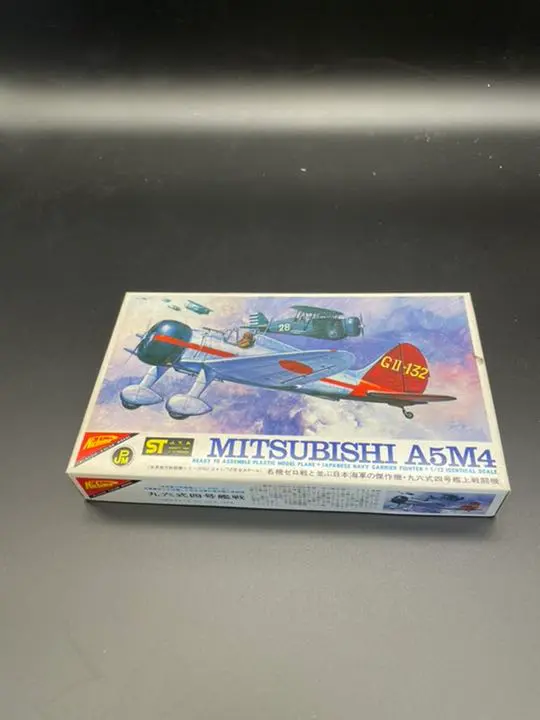 28
GII-132
Nichimo
JPM
ST
MITSUBISHI A5M4
READY TO ASSEMBLE PLASTIC MODEL PLANE • JAPANESE NAVY CARRIER FIGHTER • 1/72 IDENTICAL SCALE
名機ゼロ戦と並ぶ日本海軍の傑作機・九六式四号艦上戦闘機
Nichimo
九六式四号艦戦